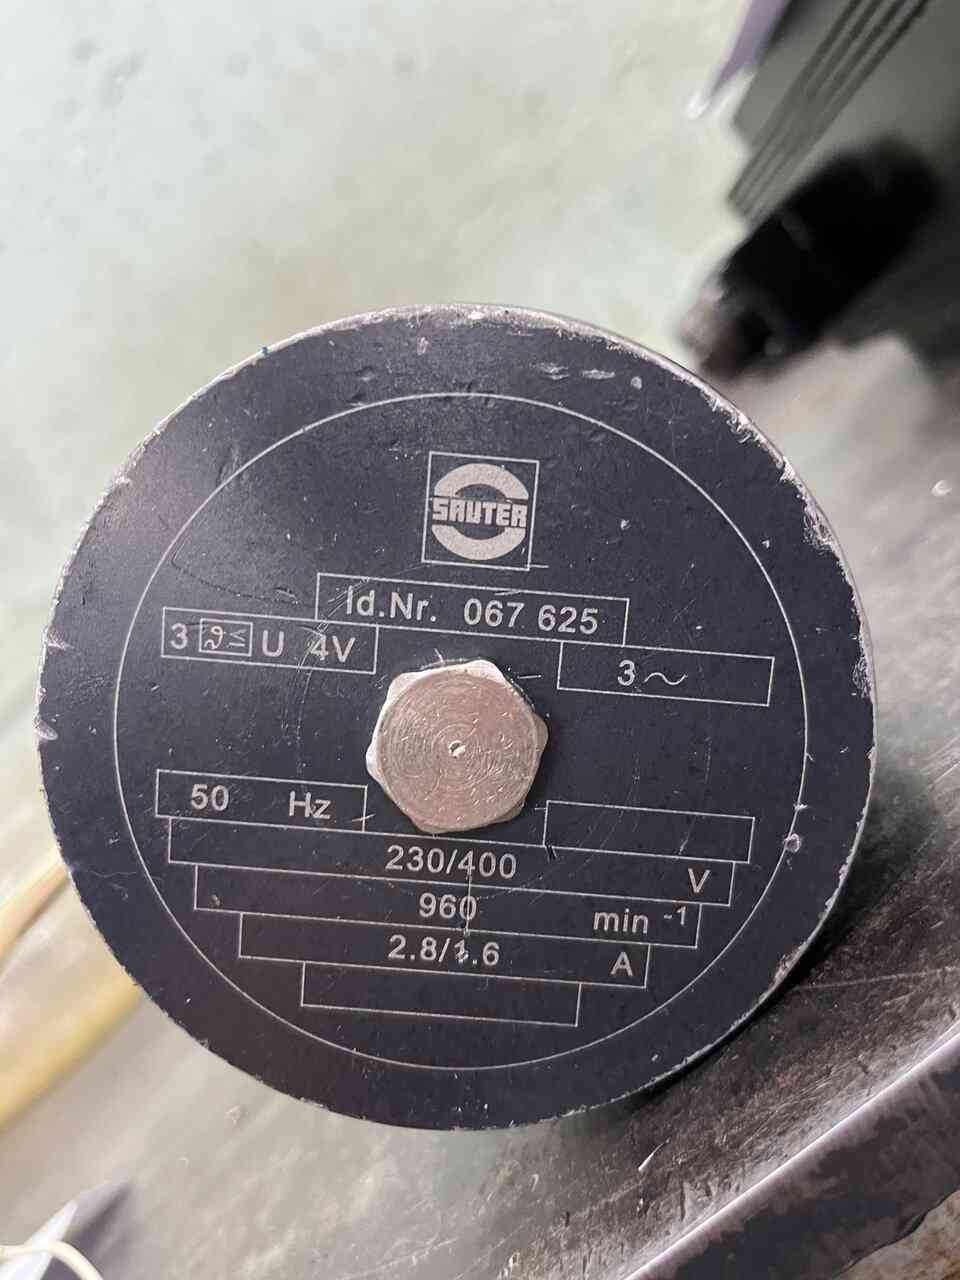 SAUTER
Id.Nr. 067 625
3 ϑ≤ U 4V
3~
50 Hz
230/400 V
960 min -1
2.8/1.6 A